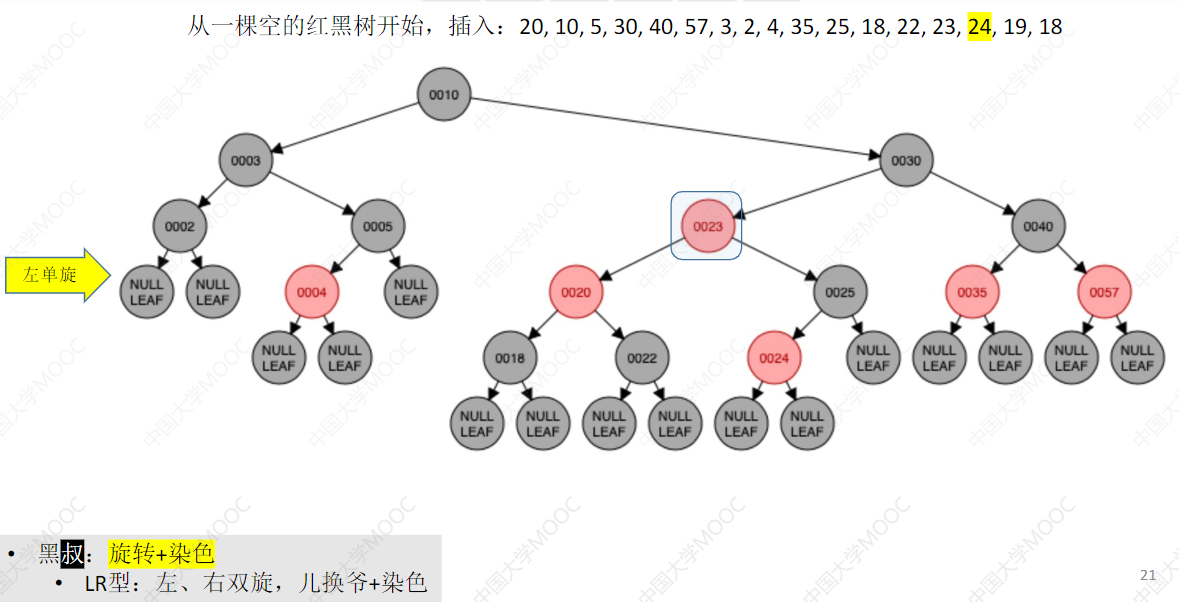 从一棵空的红黑树开始，插入：20, 10, 5, 30, 40, 57, 3, 2, 4, 35, 25, 18, 22, 23, 24, 19, 18
0010
0003
0030
0002
0005
0023
0040
左单旋
NULL LEAF
NULL LEAF
0004
NULL LEAF
0020
0025
0035
0057
NULL LEAF
NULL LEAF
0018
0022
0024
NULL LEAF
NULL LEAF
NULL LEAF
NULL LEAF
NULL LEAF
NULL LEAF
NULL LEAF
NULL LEAF
NULL LEAF
NULL LEAF
NULL LEAF
• 黑叔：旋转+染色
• LR型：左、右双旋，儿换爷+染色
21
中国大学MOOC